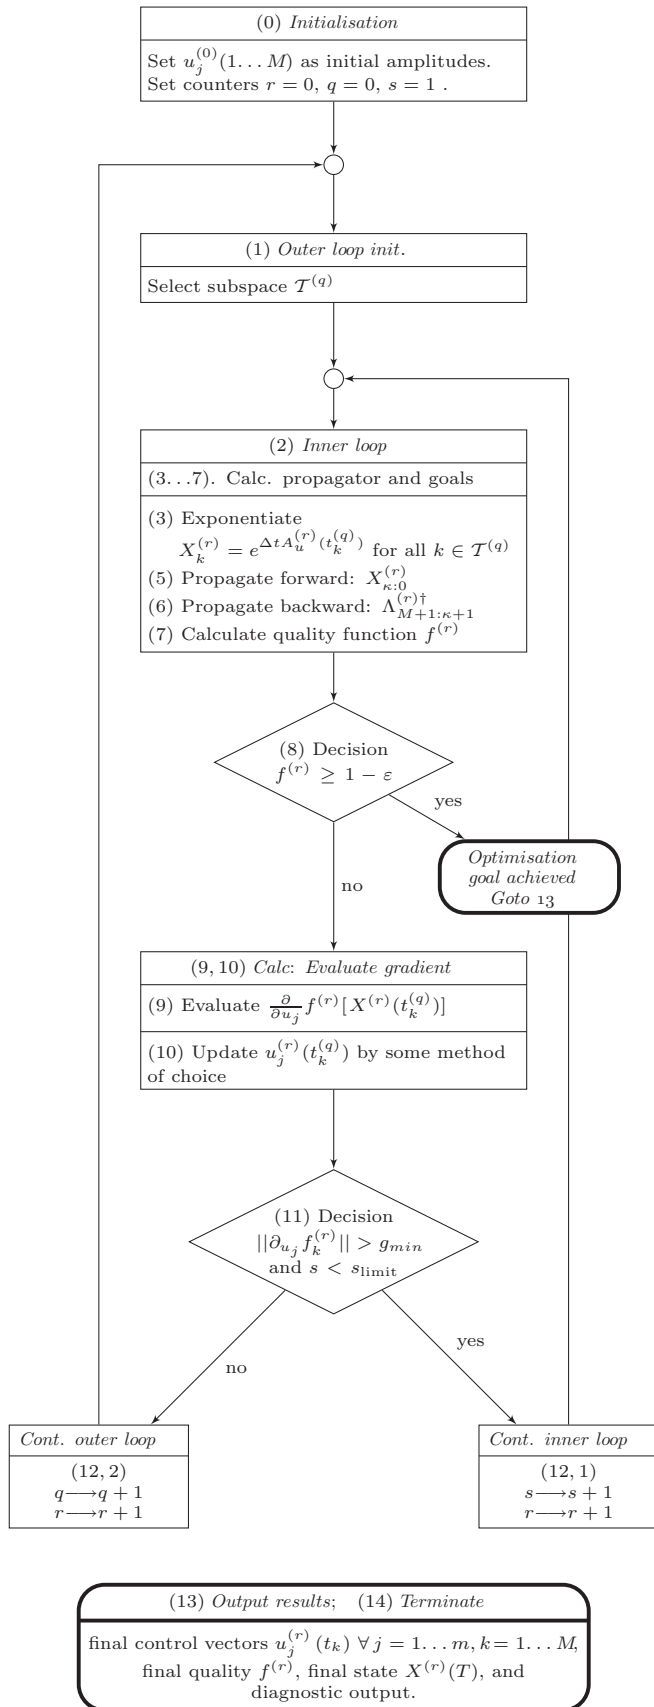 (0) Initialisation
Set u_j^{(0)}(1…M) as initial amplitudes.
Set counters r = 0, q = 0, s = 1 .
(1) Outer loop init.
Select subspace 𝒯^{(q)}
(2) Inner loop
(3…7). Calc. propagator and goals
(3) Exponentiate
X_k^{(r)} = e^{ΔtA_u^{(r)}(t_k^{(q)})} for all k ∈ 𝒯^{(q)}
(5) Propagate forward: X_{κ:0}^{(r)}
(6) Propagate backward: Λ_{M+1:κ+1}^{(r)†}
(7) Calculate quality function f^{(r)}
(8) Decision
f^{(r)} ≥ 1 − ε
yes
Optimisation
goal achieved
Goto 13
no
(9, 10) Calc: Evaluate gradient
(9) Evaluate ∂/∂u_j f^{(r)}[X^{(r)}(t_k^{(q)})]
(10) Update u_j^{(r)}(t_k^{(q)}) by some method
of choice
(11) Decision
||∂_{u_j} f_k^{(r)}|| > g_{min}
and s < s_{limit}
no
yes
Cont. outer loop
(12, 2)
q⟶q + 1
r⟶r + 1
Cont. inner loop
(12, 1)
s⟶s + 1
r⟶r + 1
(13) Output results; (14) Terminate
final control vectors u_j^{(r)}(t_k) ∀ j = 1…m, k = 1…M,
final quality f^{(r)}, final state X^{(r)}(T), and
diagnostic output.